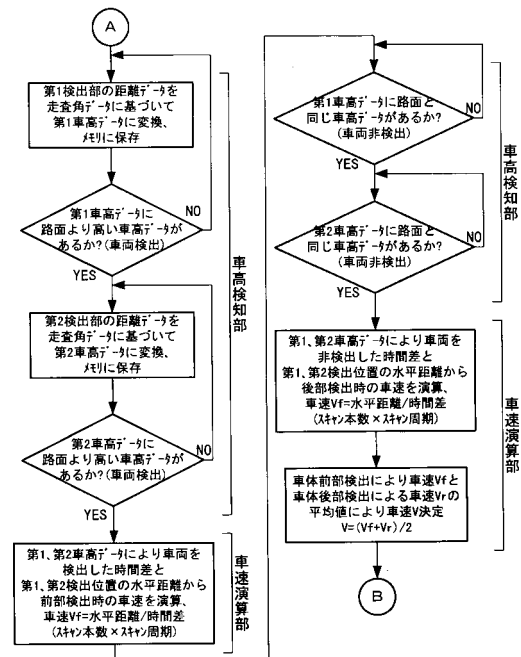 A
第1検出部の距離データを
走査角データに基づいて
第1車高データに変換、
メモリに保存
第1車高データに
路面より高い車高データが
あるか?(車両検出)
NO
YES
第2検出部の距離データを
走査角データに基づいて
第2車高データに変換、
メモリに保存
第2車高データに
路面より高い車高データが
あるか?(車両検出)
NO
YES
車高検知部
第1、第2車高データにより車両を
検出した時間差と
第1、第2検出位置の水平距離から
前部検出時の車速を演算、
車速Vf=水平距離/時間差
(スキャン本数×スキャン周期)
車速演算部
第1車高データに路面と
同じ車高データがあるか?
(車両非検出)
NO
YES
第2車高データに路面と
同じ車高データがあるか?
(車両非検出)
NO
YES
車高検知部
第1、第2車高データにより車両を
非検出した時間差と
第1、第2検出位置の水平距離から
後部検出時の車速を演算、
車速Vf=水平距離/時間差
(スキャン本数×スキャン周期)
車体前部検出により車速Vfと
車体後部検出による車速Vrの
平均値により車速V決定
V=(Vf+Vr)/2
車速演算部
B